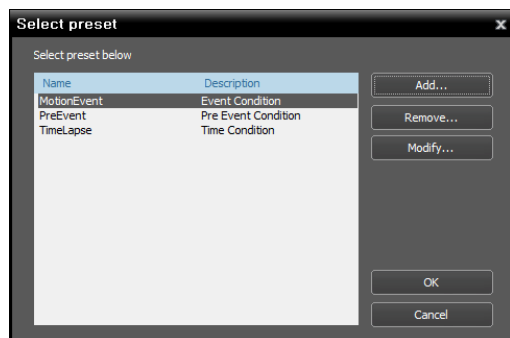 Select preset x
Select preset below
Name Description Add...
MotionEvent Event Condition
PreEvent Pre Event Condition Remove...
TimeLapse Time Condition
Modify...
OK
Cancel